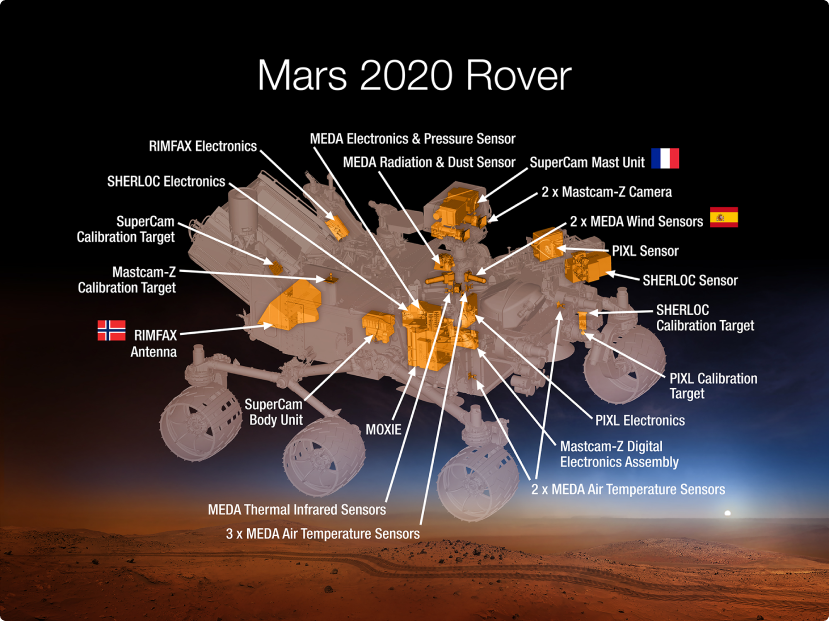 Mars 2020 Rover
MEDA Electronics & Pressure Sensor
RIMFAX Electronics
MEDA Radiation & Dust Sensor
SuperCam Mast Unit
SHERLOC Electronics
2 x Mastcam-Z Camera
SuperCam
Calibration Target
2 x MEDA Wind Sensors
PIXL Sensor
Mastcam-Z
Calibration Target
SHERLOC Sensor
SHERLOC
Calibration Target
RIMFAX
Antenna
PIXL Calibration
Target
SuperCam
Body Unit
MOXIE
PIXL Electronics
Mastcam-Z Digital
Electronics Assembly
2 x MEDA Air Temperature Sensors
MEDA Thermal Infrared Sensors
3 x MEDA Air Temperature Sensors